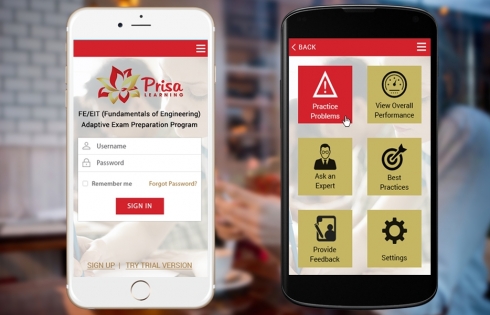 Prisa
LEARNING
FE/EIT (Fundamentals of Engineering)
Adaptive Exam Preparation Program
Username
Password
Remember me
Forgot Password?
SIGN IN
SIGN UP | TRY TRIAL VERSION
BACK
Practice
Problems
View Overall
Performance
Ask an
Expert
Best
Practices
Provide
Feedback
Settings